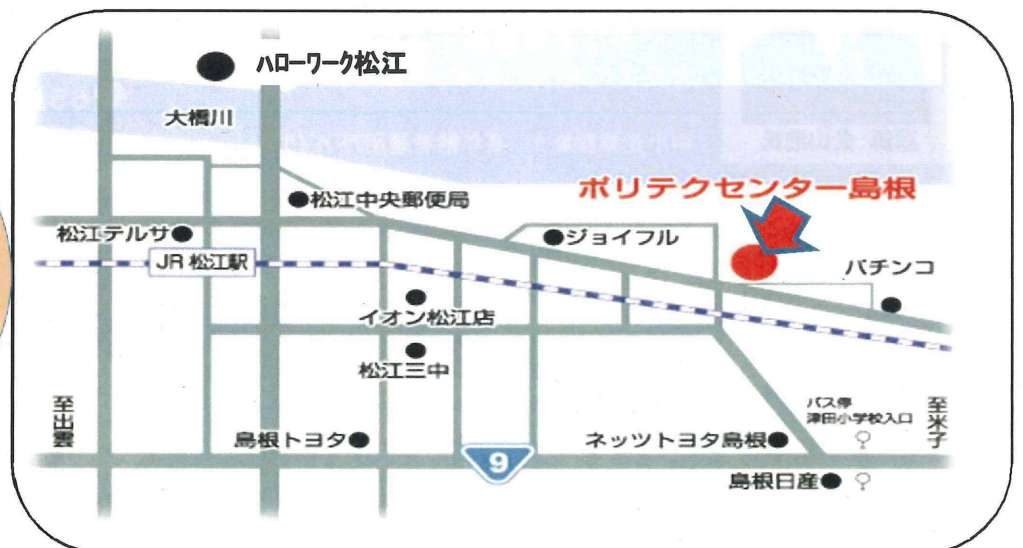 ハローワーク松江
大橋川
ポリテクセンター島根
松江中央郵便局
松江テルサ
ジョイフル
JR 松江駅
パチンコ
イオン松江店
松江三中
至出雲
バス停
津田小学校入口
至米子
島根トヨタ
ネッツトヨタ島根
9
島根日産